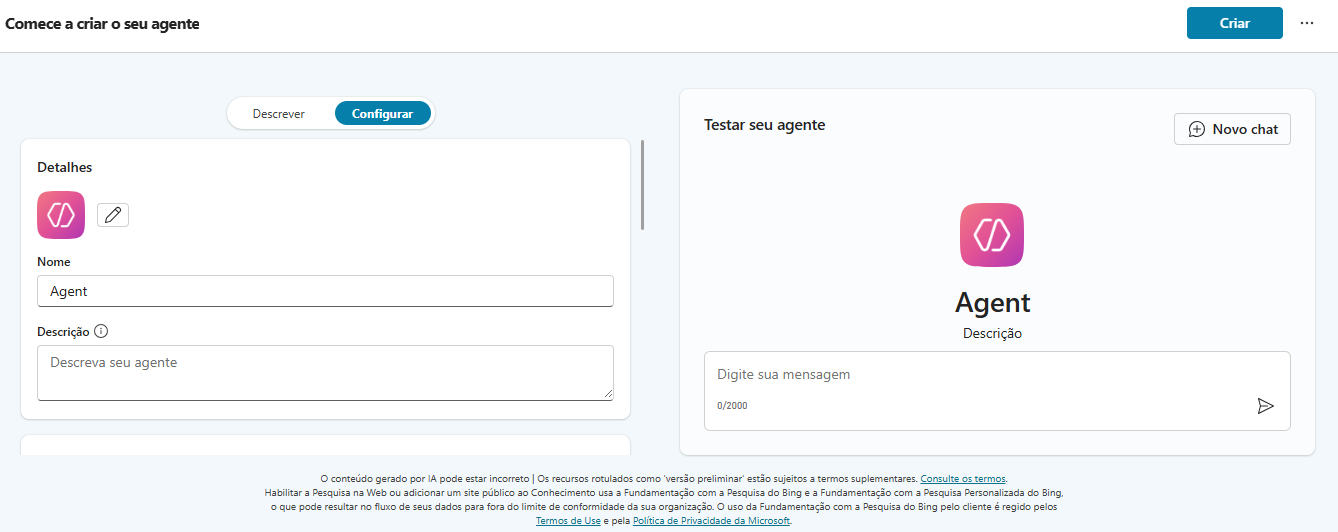 Comece a criar o seu agente
Criar
Descrever
Configurar
Detalhes
Nome
Agent
Descrição
Descreva seu agente
Testar seu agente
Novo chat
Agent
Descrição
Digite sua mensagem
0/2000
O conteúdo gerado por IA pode estar incorreto | Os recursos rotulados como 'versão preliminar' estão sujeitos a termos suplementares. Consulte os termos.
Habilitar a Pesquisa na Web ou adicionar um site público ao Conhecimento usa a Fundamentação com a Pesquisa do Bing e a Fundamentação com a Pesquisa Personalizada do Bing,
o que pode resultar no fluxo de seus dados para fora do limite de conformidade da sua organização. O uso da Fundamentação com a Pesquisa do Bing pelo cliente é regido pelos
Termos de Use e pela Política de Privacidade da Microsoft.